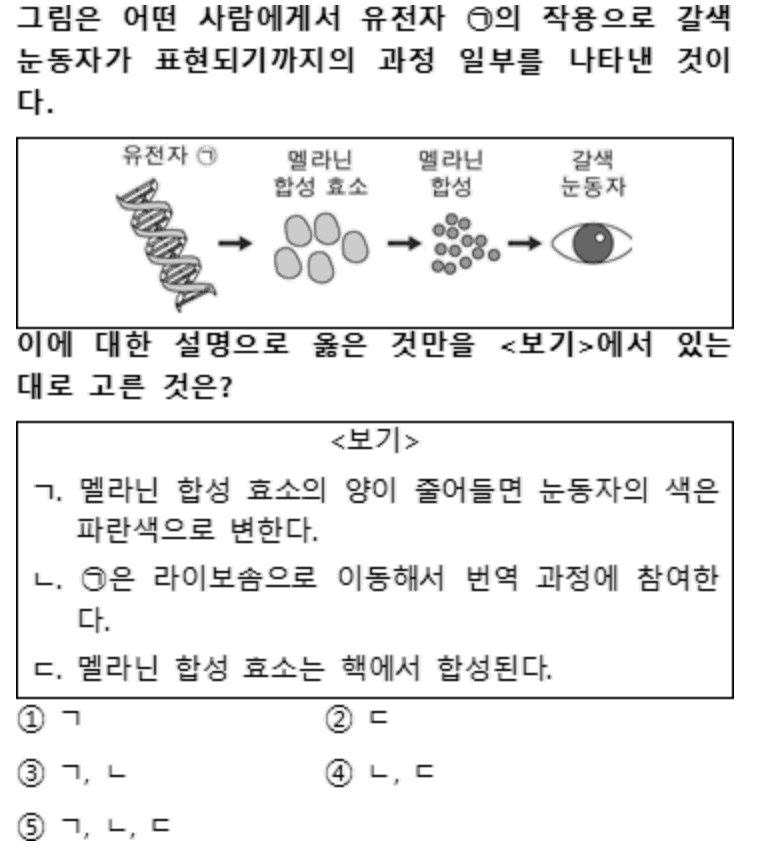 그림은 어떤 사람에게서 유전자 ㉠의 작용으로 갈색
눈동자가 표현되기까지의 과정 일부를 나타낸 것이
다.
유전자 ㉠
멜라닌
합성 효소
멜라닌
합성
갈색
눈동자
이에 대한 설명으로 옳은 것만을 <보기>에서 있는
대로 고른 것은?
<보기>
ㄱ. 멜라닌 합성 효소의 양이 줄어들면 눈동자의 색은
파란색으로 변한다.
ㄴ. ㉠은 라이보솜으로 이동해서 번역 과정에 참여한
다.
ㄷ. 멜라닌 합성 효소는 핵에서 합성된다.
① ㄱ ② ㄷ
③ ㄱ, ㄴ ④ ㄴ, ㄷ
⑤ ㄱ, ㄴ, ㄷ